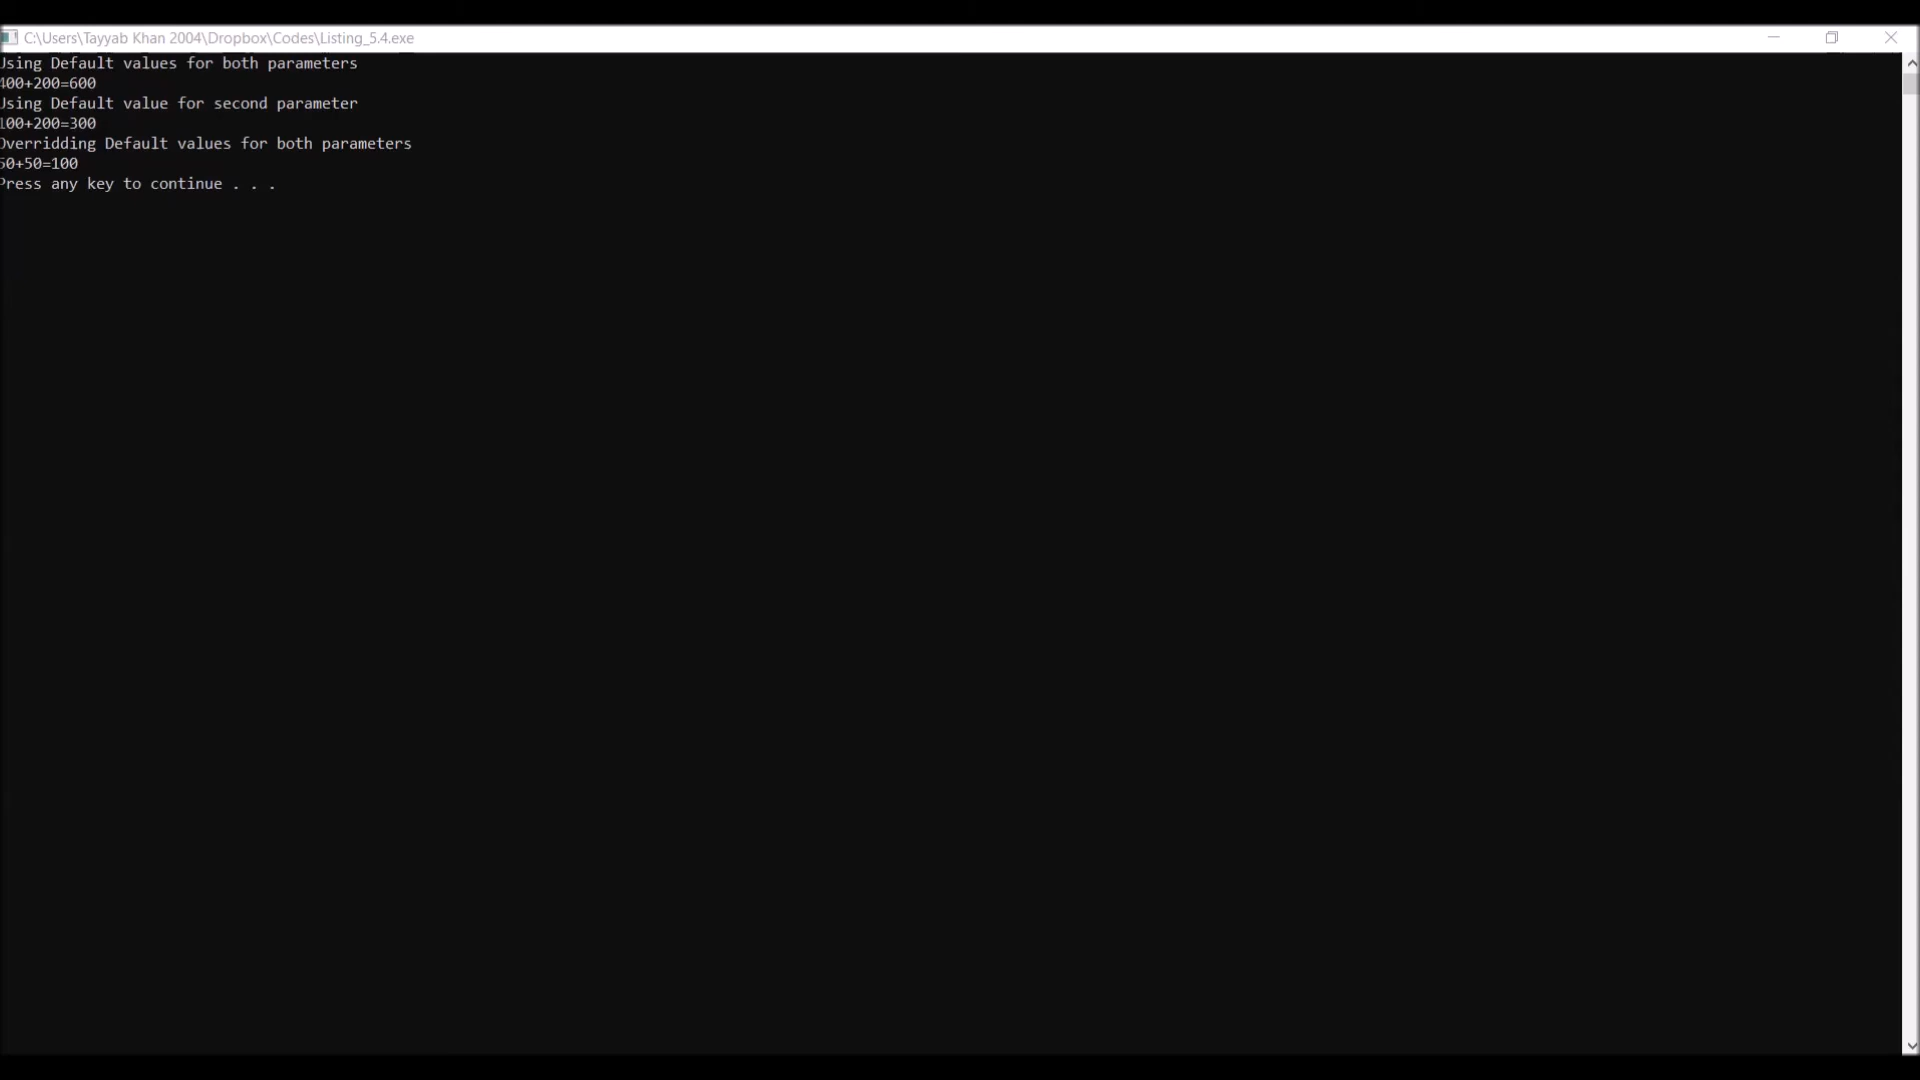 C:\Users\Tayyab Khan 2004\Dropbox\Codes\Listing_5.4.exe
Using Default values for both parameters
400+200=600
Using Default value for second parameter
100+200=300
Overridding Default values for both parameters
50+50=100
Press any key to continue . . .